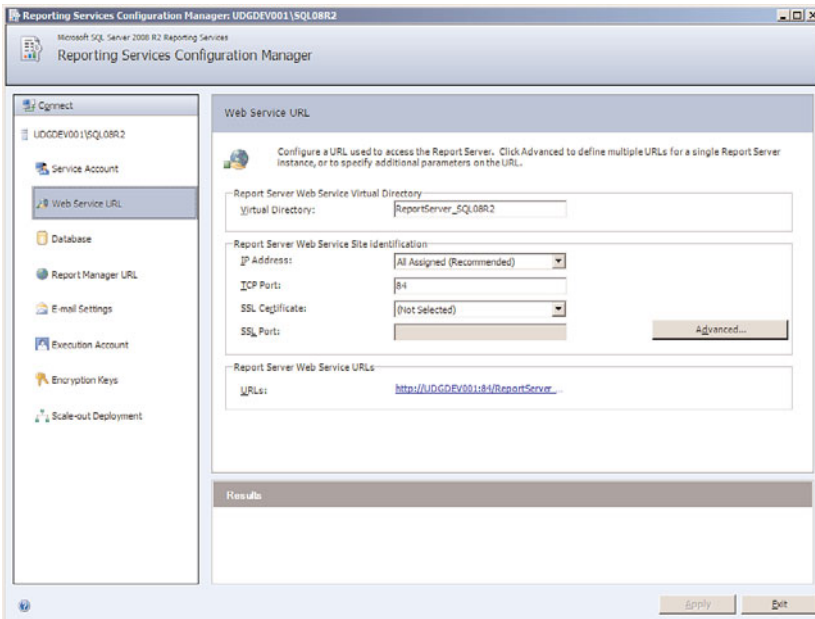 Reporting Services Configuration Manager: UDGDEV001\SQL08R2
Microsoft SQL Server 2008 R2 Reporting Services
Reporting Services Configuration Manager
Connect
UDGDEV001\SQL08R2
Service Account
Web Service URL
Database
Report Manager URL
E-mail Settings
Execution Account
Encryption Keys
Scale-out Deployment
Web Service URL
Configure a URL used to access the Report Server. Click Advanced to define multiple URLs for a single Report Server
instance, or to specify additional parameters on the URL.
Report Server Web Service Virtual Directory
Virtual Directory:
ReportServer_SQL08R2
Report Server Web Service Site identification
IP Address:
All Assigned (Recommended)
TCP Port:
84
SSL Certificate:
(Not Selected)
SSL Port:
Advanced...
Report Server Web Service URLs
URLs:
http://UDGDEV001:84/ReportServer_...
Results
Apply
Exit